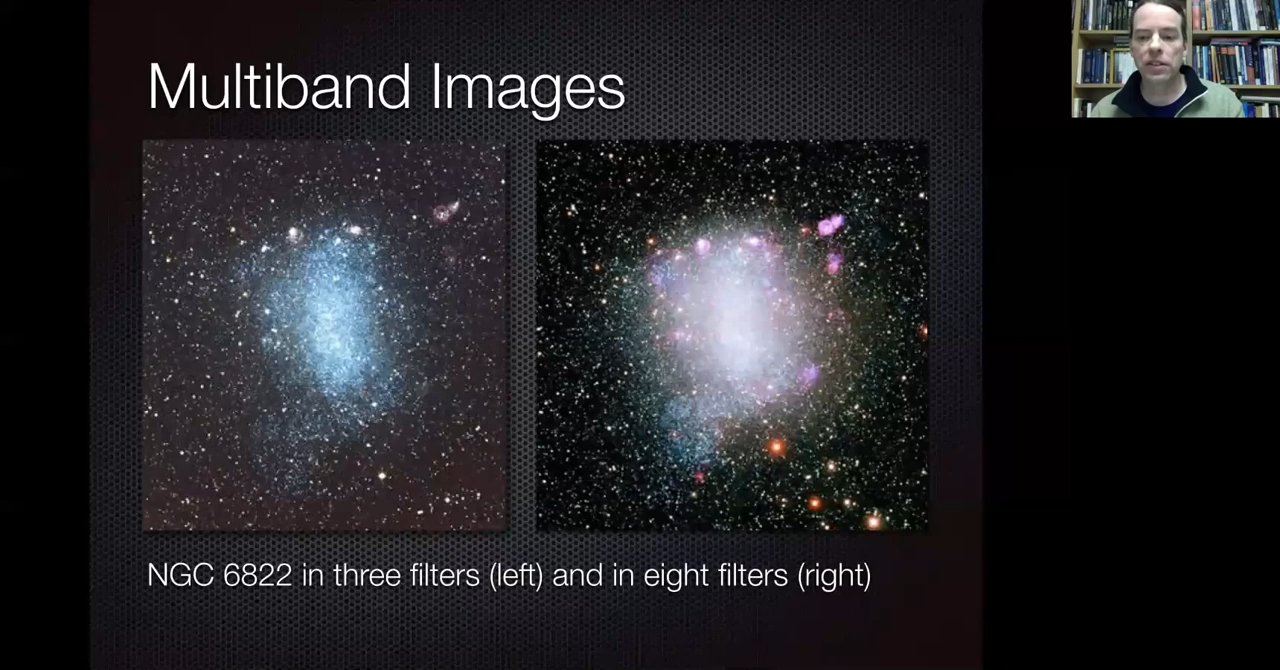 Multiband Images
NGC 6822 in three filters (left) and in eight filters (right)